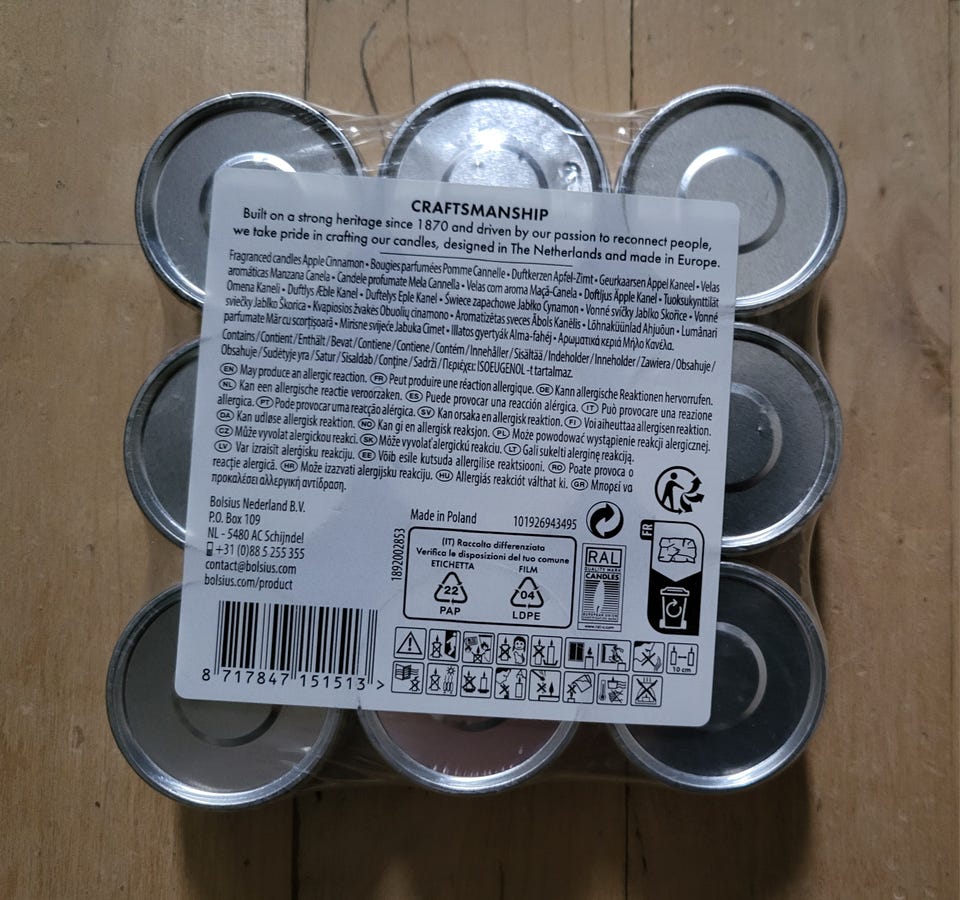 CRAFTSMANSHIP
Built on a strong heritage since 1870 and driven by our passion to reconnect people,
we take pride in crafting our candles, designed in The Netherlands and made in Europe.
Fragranced candles Apple Cinnamon • Bougies parfumées Pomme Cannelle • Duftkerzen Apfel-Zimt • Geurkaarsen Appel Kaneel • Velas
aromáticas Manzana Canela • Candele profumate Mela Cannella • Velas com aroma Maçã-Canela • Doftljus Äpple Kanel • Tuoksukynttilät
Omena Kaneli • Duftlys Æble Kanel • Duftelys Eple Kanel • Świece zapachowe Jabłko Cynamon • Vonné svíčky Jablko Skořice • Vonné
sviečky Jablko Škorica • Kvapiosios žvakės Obuolių cinamono • Aromatizētas sveces Ābols Kanēlis • Lõhnaküünlad Ahjuõun • Lumânări
parfumate Măr cu scorțișoară • Mirisne svijeće Jabuka Cimet • Illatos gyertyák Alma-fahéj • Αρωματικά κεριά Μήλο Κανέλα.
Contains / Contient / Enthält / Bevat / Contiene / Contiene / Contém / Innehåller / Sisältää / Indeholder / Inneholder / Zawiera / Obsahuje /
Obsahuje / Sudėtyje yra / Satur / Sisaldab / Conține / Sadrži / Περιέχει: ISOEUGENOL -t tartalmaz.
EN May produce an allergic reaction. FR Peut produire une réaction allergique. DE Kann allergische Reaktionen hervorrufen.
NL Kan een allergische reactie veroorzaken. ES Puede provocar una reacción alérgica. IT Può provocare una reazione
allergica. PT Pode provocar uma reacção alérgica. SV Kan orsaka en allergisk reaktion. FI Voi aiheuttaa allergisen reaktion.
DA Kan udløse allergisk reaktion. NO Kan gi en allergisk reaksjon. PL Może powodować wystąpienie reakcji alergicznej.
CZ Může vyvolat alergickou reakci. SK Môže vyvolať alergickú reakciu. LT Gali sukelti alerginę reakciją.
LV Var izraisīt alerģisku reakciju. EE Võib esile kutsuda allergilise reaktsiooni. RO Poate provoca o
reacție alergică. HR Može izazvati alergijsku reakciju. HU Allergiás reakciót válthat ki. GR Μπορεί να
προκαλέσει αλλεργική αντίδραση.
Bolsius Nederland B.V.
P.O. Box 109
NL - 5480 AC Schijndel
+31 (0)88 5 255 355
contact@bolsius.com
bolsius.com/product
8 717847 151513 >
1892002853
Made in Poland 101926943495
(IT) Raccolta differenziata
Verifica le disposizioni del tuo comune
ETICHETTA FILM
22 04
PAP LDPE
RAL
QUALITY MARK
CANDLES
www.ral-c.com
FR
10 cm